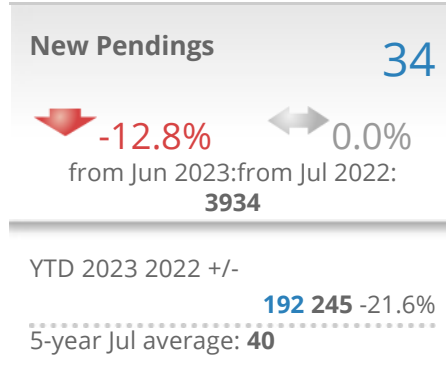 New Pendings
34
-12.8% 0.0%
from Jun 2023:from Jul 2022:
3934
YTD 2023 2022 +/-
192 245 -21.6%
5-year Jul average: 40